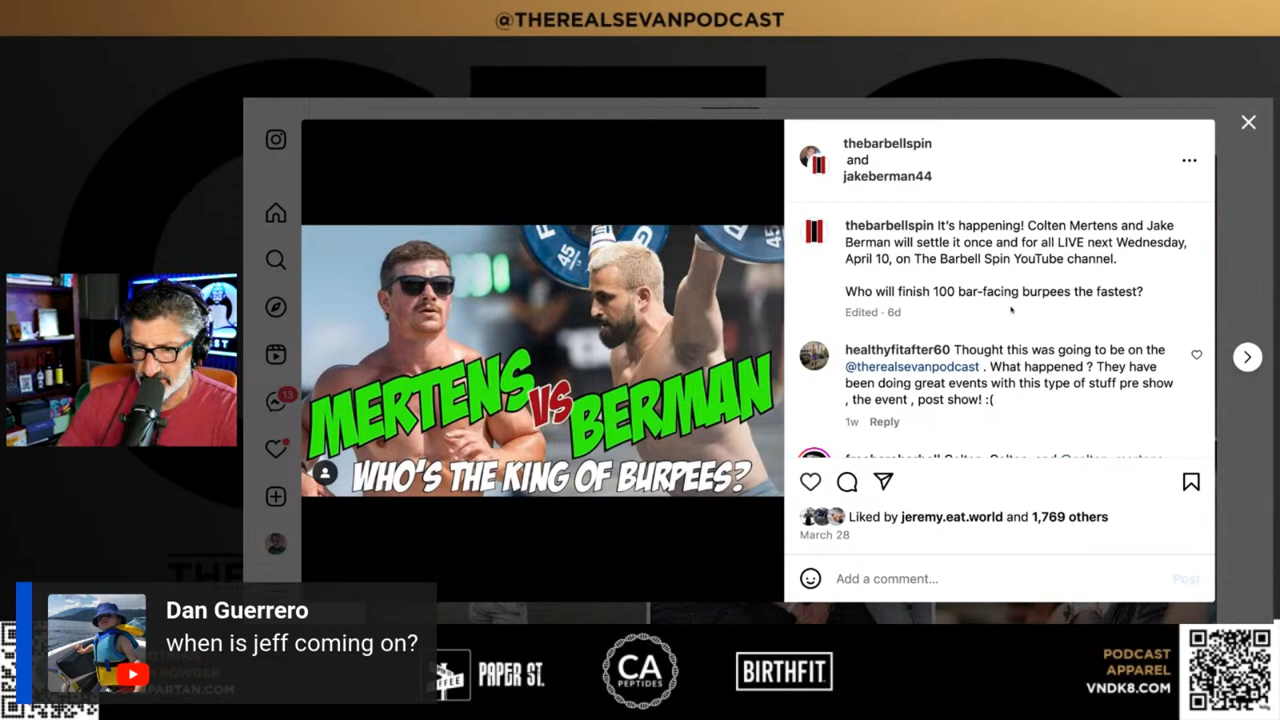 @THEREALSEVANPODCAST
thebarbellspin
and
jakeberman44
thebarbellspin It's happening! Colten Mertens and Jake
Berman will settle it once and for all LIVE next Wednesday,
April 10, on The Barbell Spin YouTube channel.
Who will finish 100 bar-facing burpees the fastest?
Edited · 6d
healthyfitafter60 Thought this was going to be on the
@therealsevanpodcast . What happened ? They have
been doing great events with this type of stuff pre show
, the event , post show! :(
1w Reply
Liked by jeremy.eat.world and 1,769 others
March 28
Add a comment...
Post
13
45
MERTENS VS BERMAN
WHO'S THE KING OF BURPEES?
Dan Guerrero
when is jeff coming on?
PAPER ST.
CA
PEPTIDES
BIRTHFIT
PODCAST
APPAREL
VNDK8.COM